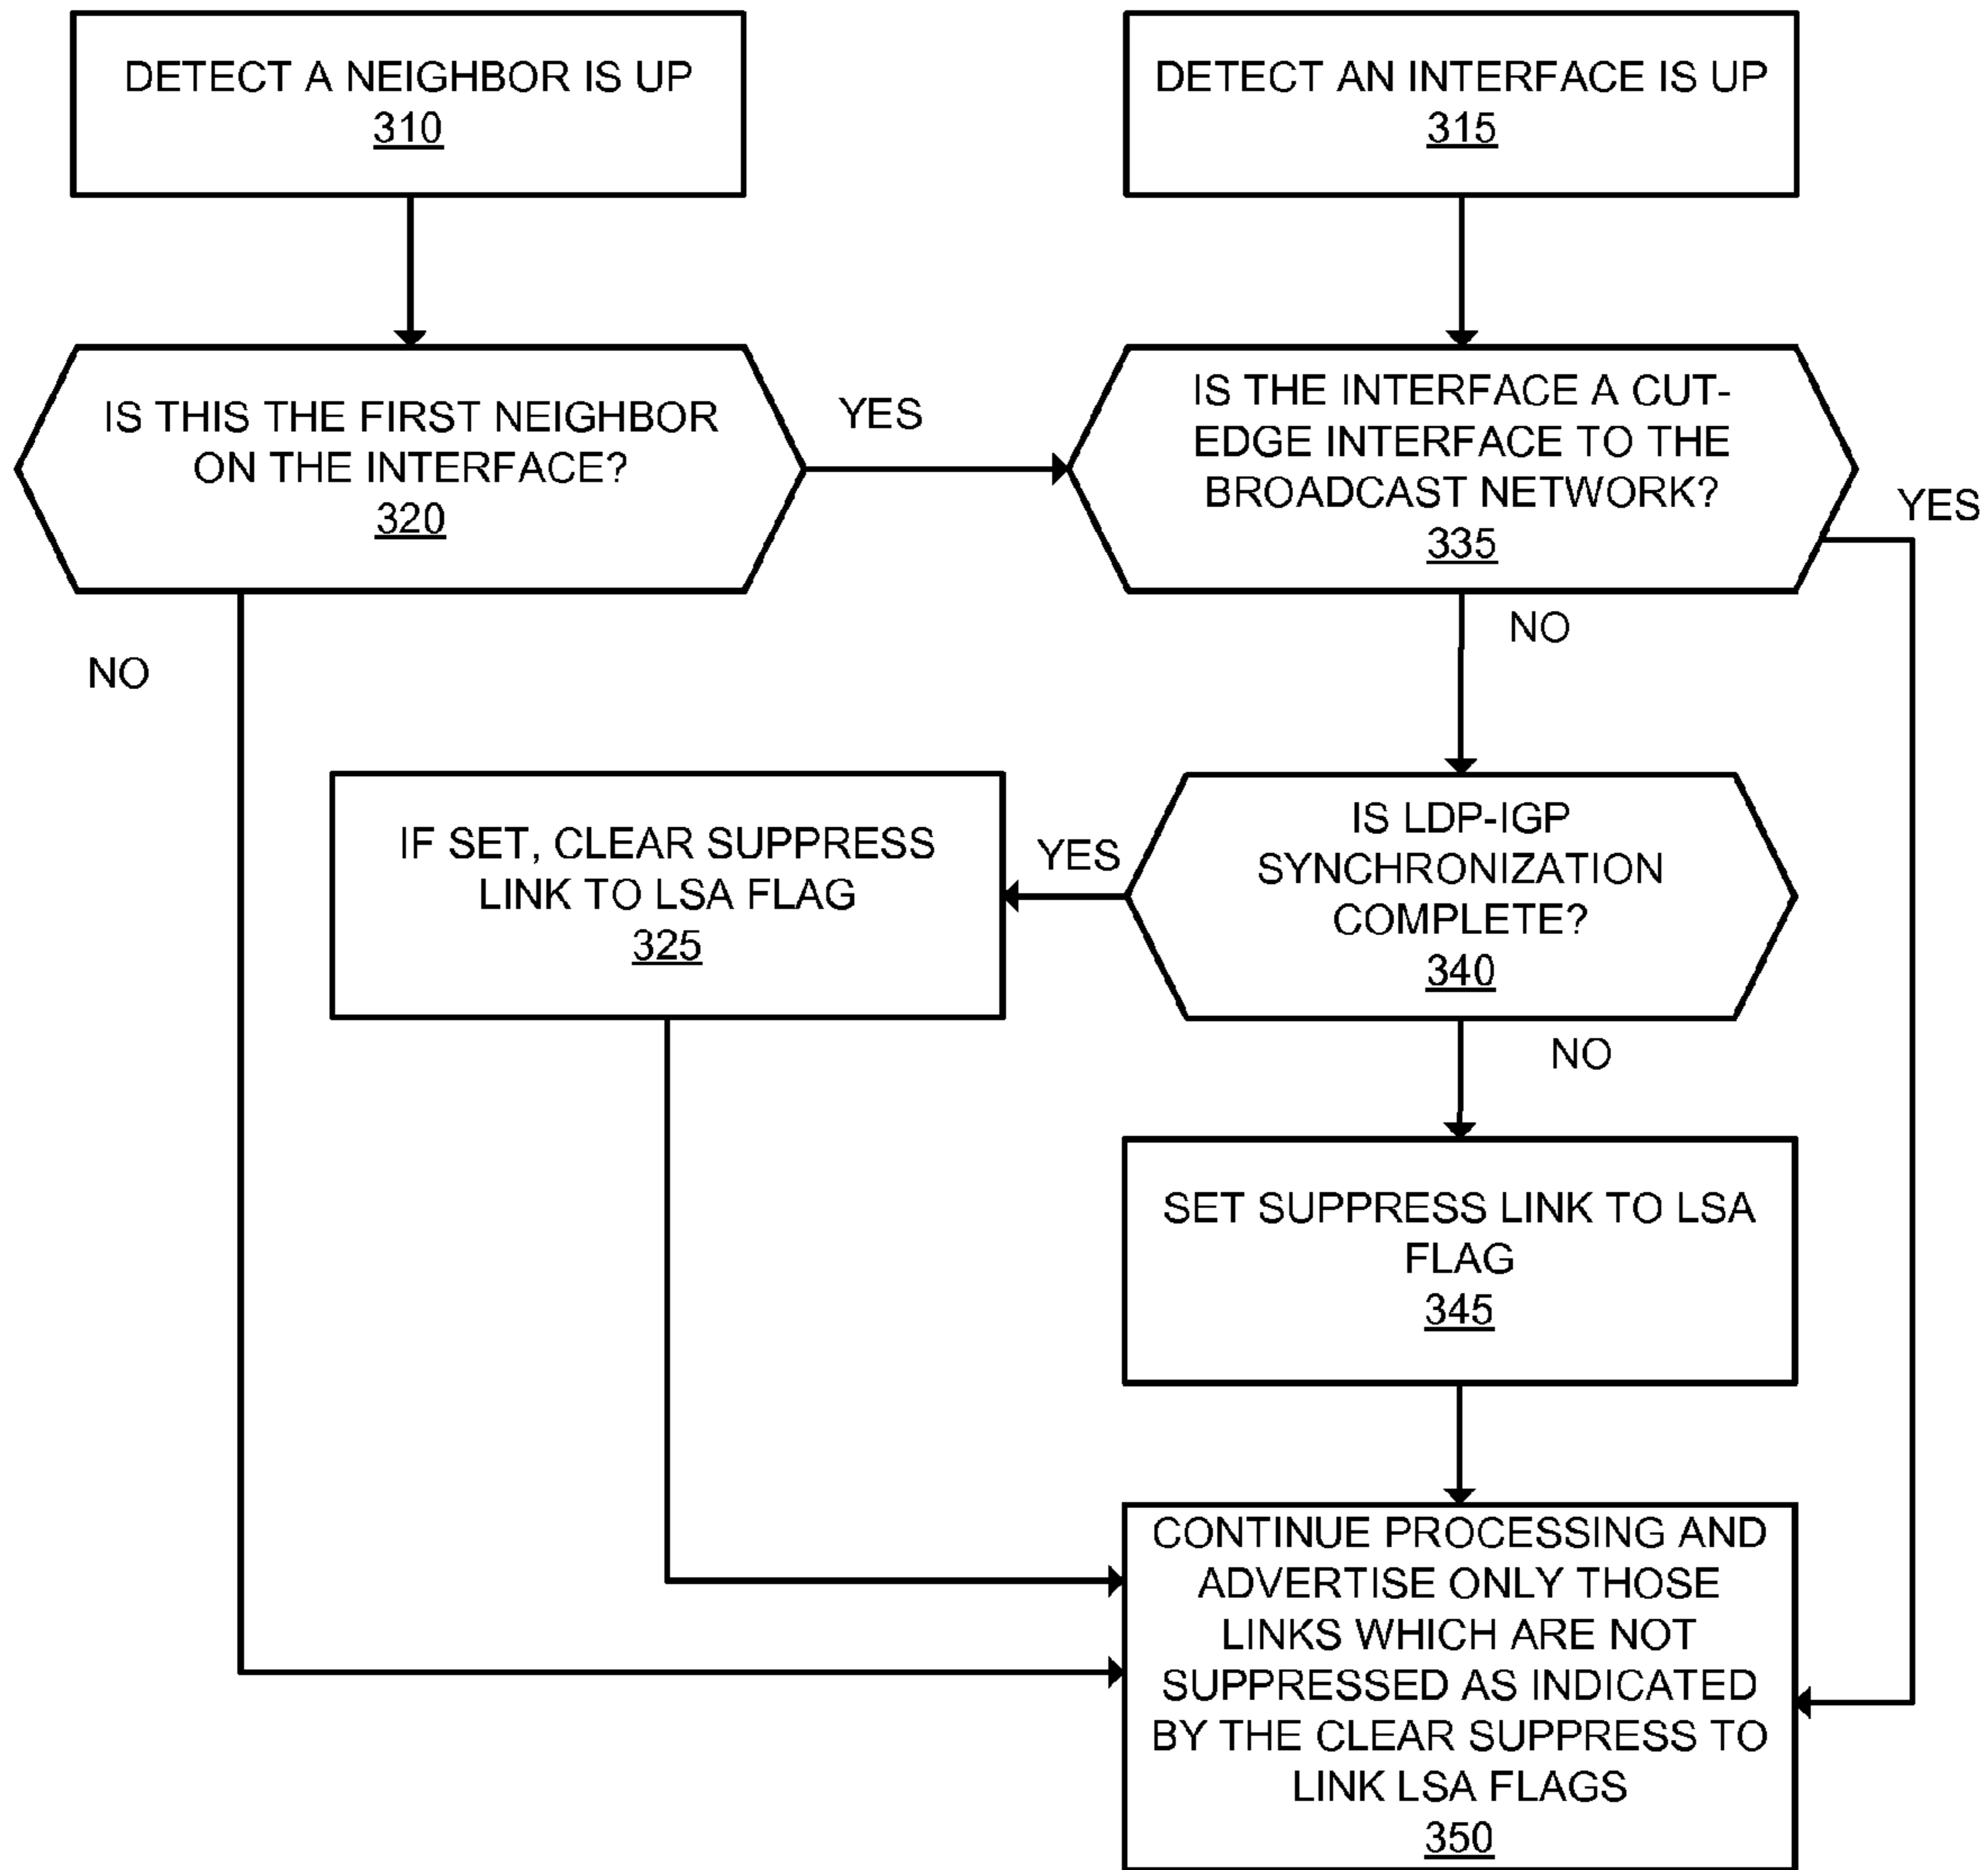 DETECT A NEIGHBOR IS UP
310
DETECT AN INTERFACE IS UP
315
IS THIS THE FIRST NEIGHBOR
ON THE INTERFACE?
320
YES
IS THE INTERFACE A CUT-
EDGE INTERFACE TO THE
BROADCAST NETWORK?
335
YES
NO
NO
IF SET, CLEAR SUPPRESS
LINK TO LSA FLAG
325
YES
IS LDP-IGP
SYNCHRONIZATION
COMPLETE?
340
NO
SET SUPPRESS LINK TO LSA
FLAG
345
CONTINUE PROCESSING AND
ADVERTISE ONLY THOSE
LINKS WHICH ARE NOT
SUPPRESSED AS INDICATED
BY THE CLEAR SUPPRESS TO
LINK LSA FLAGS
350